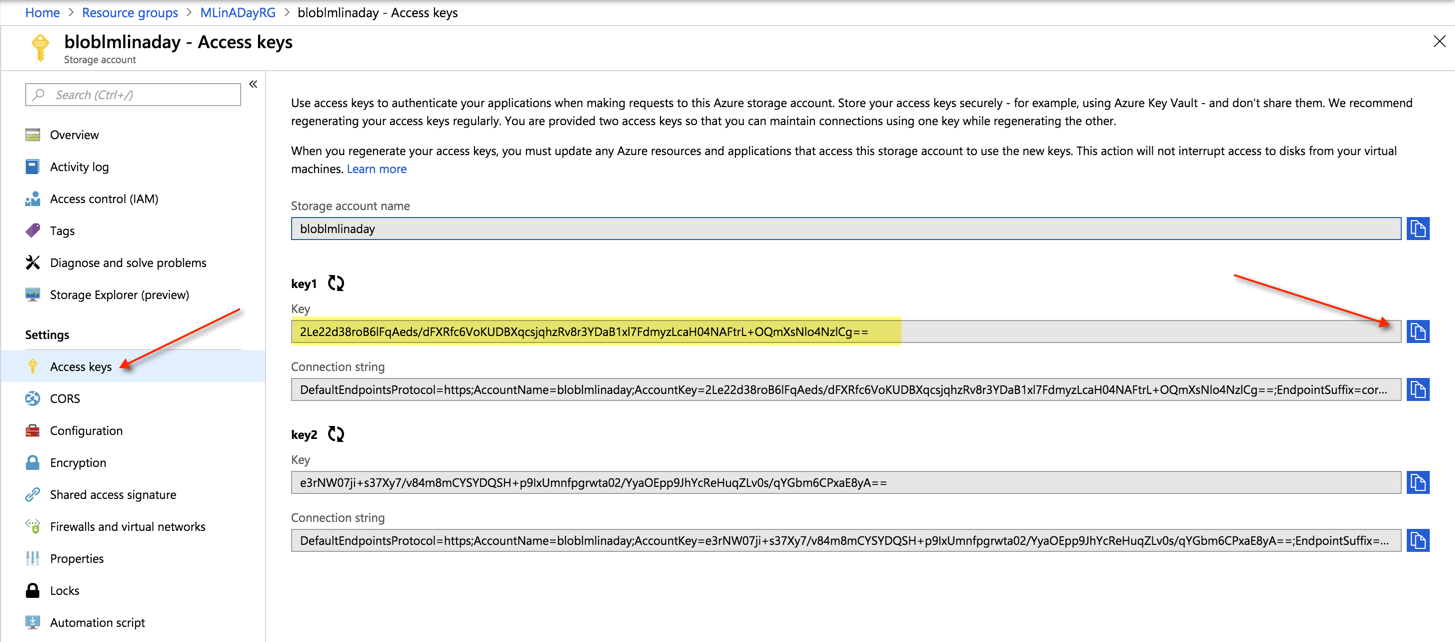 Home > Resource groups > MLinADayRG > bloblmlinaday - Access keys
bloblmlinaday - Access keys
Storage account
Search (Ctrl+/)
«
Overview
Activity log
Access control (IAM)
Tags
Diagnose and solve problems
Storage Explorer (preview)
Settings
Access keys
CORS
Configuration
Encryption
Shared access signature
Firewalls and virtual networks
Properties
Locks
Automation script
Use access keys to authenticate your applications when making requests to this Azure storage account. Store your access keys securely - for example, using Azure Key Vault - and don't share them. We recommend
regenerating your access keys regularly. You are provided two access keys so that you can maintain connections using one key while regenerating the other.
When you regenerate your access keys, you must update any Azure resources and applications that access this storage account to use the new keys. This action will not interrupt access to disks from your virtual
machines. Learn more
Storage account name
bloblmlinaday
key1
Key
2Le22d38roB6lFqAeds/dFXRfc6VoKUDBXqcsjqhzRv8r3YDaB1xl7FdmyzLcaH04NAFtrL+OQmXsNlo4NzlCg==
Connection string
DefaultEndpointsProtocol=https;AccountName=bloblmlinaday;AccountKey=2Le22d38roB6lFqAeds/dFXRfc6VoKUDBXqcsjqhzRv8r3YDaB1xl7FdmyzLcaH04NAFtrL+OQmXsNlo4NzlCg==;EndpointSuffix=cor...
key2
Key
e3rNW07ji+s37Xy7/v84m8mCYSYDQSH+p9IxUmnfpgrwta02/YyaOEpp9JhYcReHuqZLv0s/qYGbm6CPxaE8yA==
Connection string
DefaultEndpointsProtocol=https;AccountName=bloblmlinaday;AccountKey=e3rNW07ji+s37Xy7/v84m8mCYSYDQSH+p9IxUmnfpgrwta02/YyaOEpp9JhYcReHuqZLv0s/qYGbm6CPxaE8yA==;EndpointSuffix=...